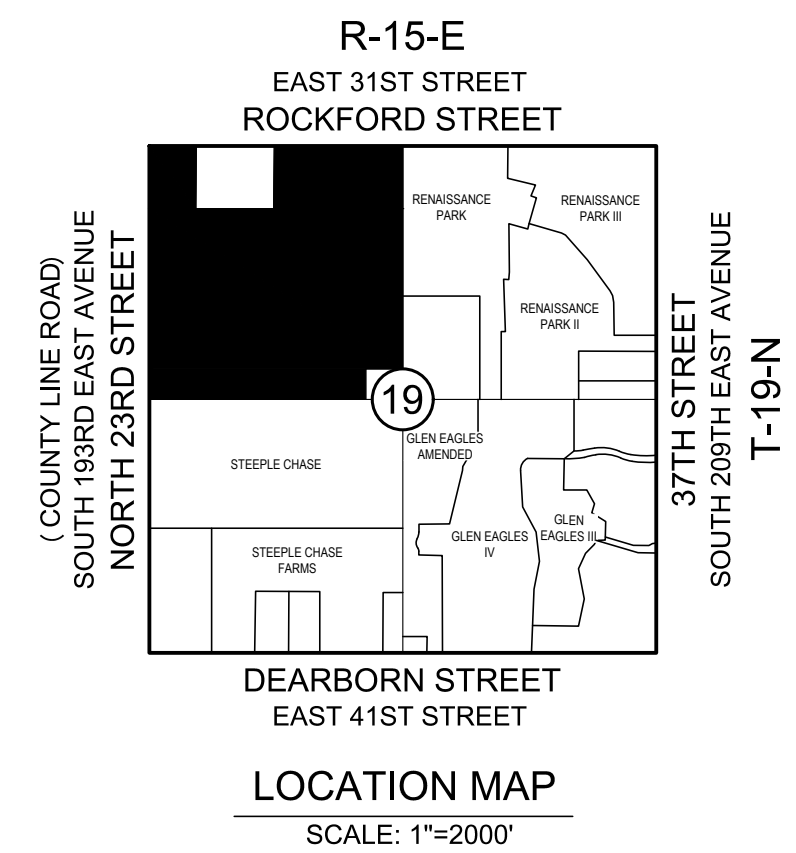 R-15-E
EAST 31ST STREET
ROCKFORD STREET
( COUNTY LINE ROAD)
SOUTH 193RD EAST AVENUE
NORTH 23RD STREET
RENAISSANCE
PARK
RENAISSANCE
PARK III
RENAISSANCE
PARK II
19
GLEN EAGLES
AMENDED
STEEPLE CHASE
GLEN EAGLES
IV
GLEN
EAGLES III
STEEPLE CHASE
FARMS
37TH STREET
SOUTH 209TH EAST AVENUE
T-19-N
DEARBORN STREET
EAST 41ST STREET
LOCATION MAP
SCALE: 1"=2000'